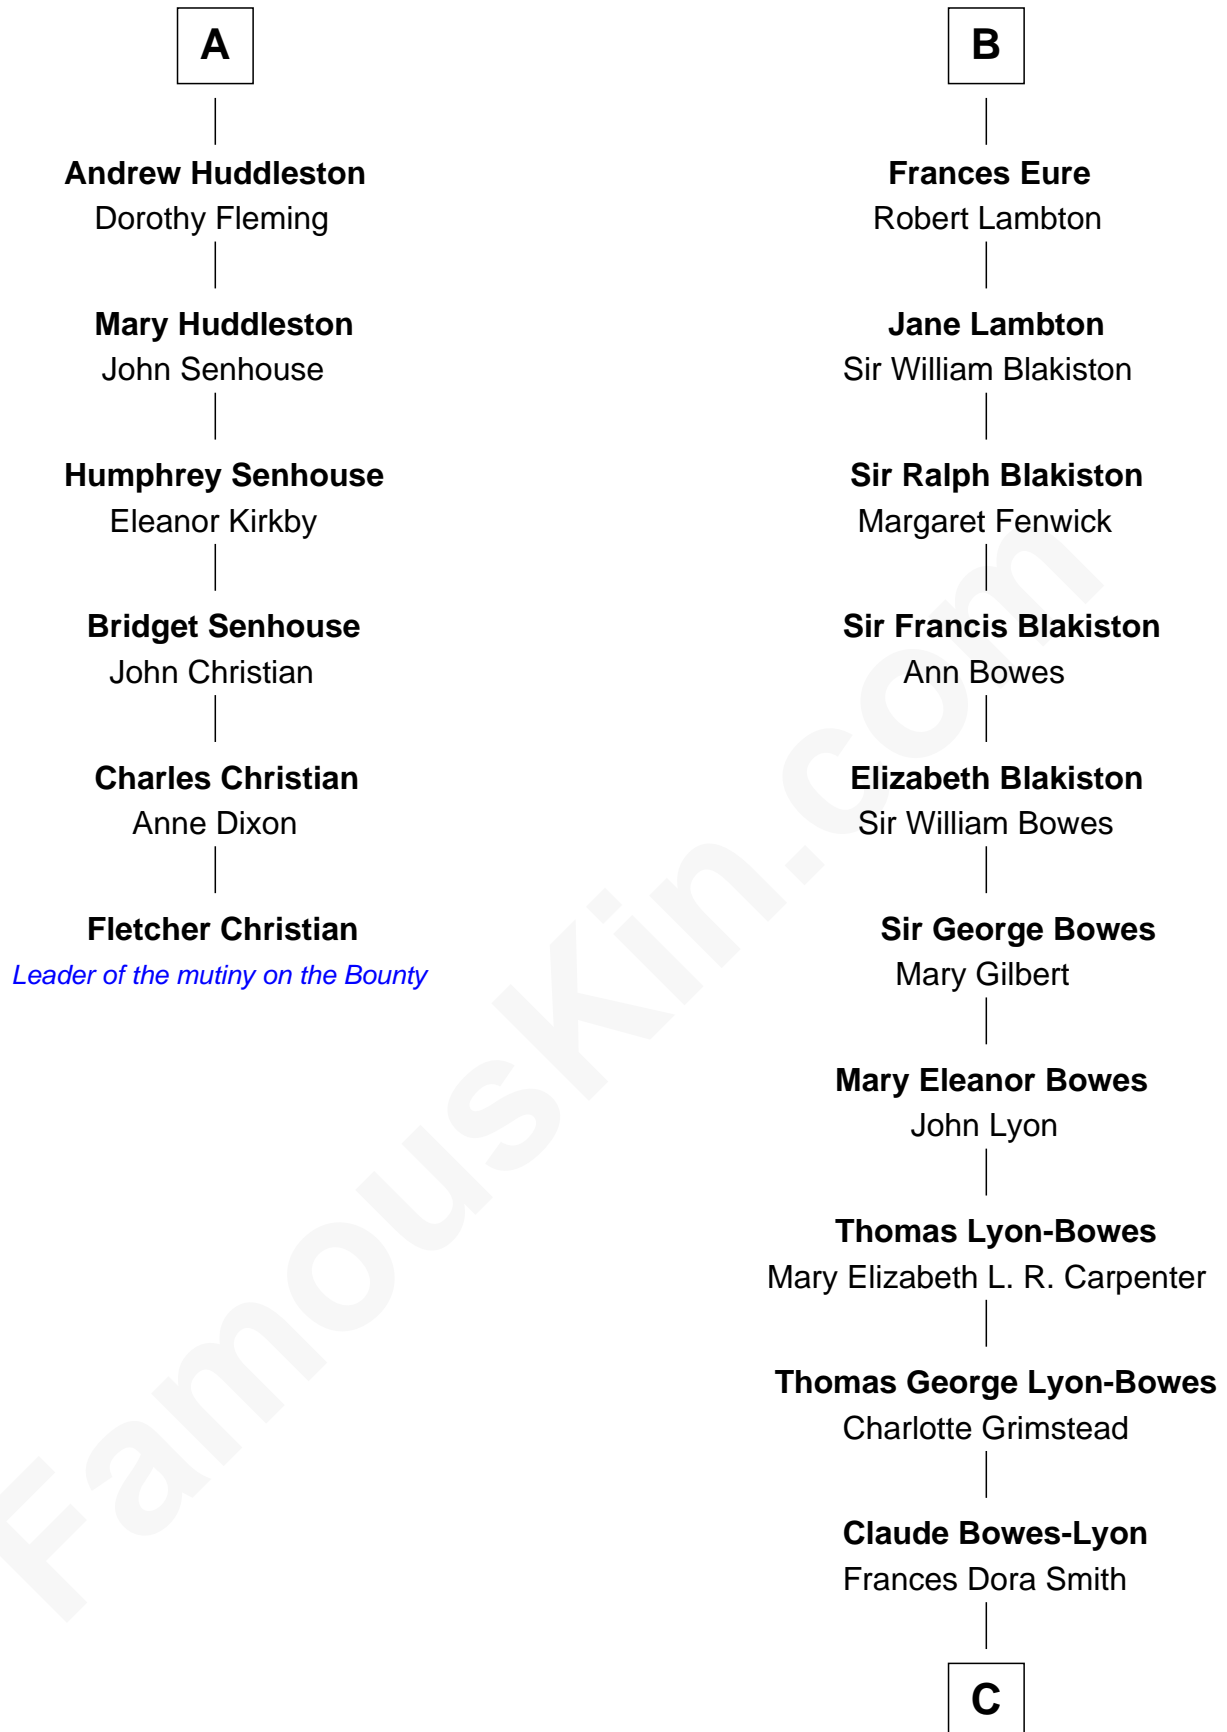 A
Andrew Huddleston
Dorothy Fleming
Mary Huddleston
John Senhouse
Humphrey Senhouse
Eleanor Kirkby
Bridget Senhouse
John Christian
Charles Christian
Anne Dixon
Fletcher Christian
Leader of the mutiny on the Bounty
B
Frances Eure
Robert Lambton
Jane Lambton
Sir William Blakiston
Sir Ralph Blakiston
Margaret Fenwick
Sir Francis Blakiston
Ann Bowes
Elizabeth Blakiston
Sir William Bowes
Sir George Bowes
Mary Gilbert
Mary Eleanor Bowes
John Lyon
Thomas Lyon-Bowes
Mary Elizabeth L. R. Carpenter
Thomas George Lyon-Bowes
Charlotte Grimstead
Claude Bowes-Lyon
Frances Dora Smith
C
FamousKin.com